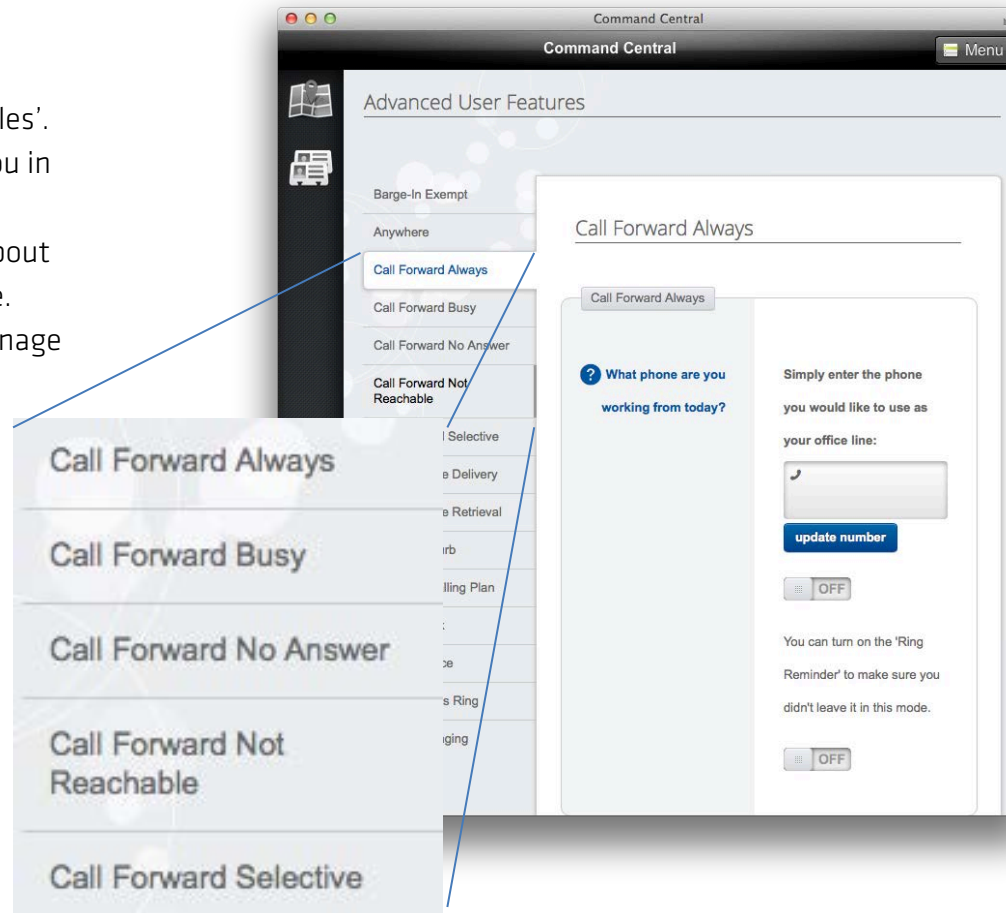 Command Central
Command Central
Menu
les’.
ou in
bout
e.
nage
Advanced User Features
Barge-In Exempt
Anywhere
Call Forward Always
Call Forward Busy
Call Forward No Answer
Call Forward Not
Reachable
l Selective
e Delivery
e Retrieval
rb
lling Plan
ce
s Ring
ging
Call Forward Always
Call Forward Always
? What phone are you
working from today?
Simply enter the phone
you would like to use as
your office line:
update number
OFF
You can turn on the 'Ring
Reminder' to make sure you
didn't leave it in this mode.
OFF
Call Forward Always
Call Forward Busy
Call Forward No Answer
Call Forward Not
Reachable
Call Forward Selective